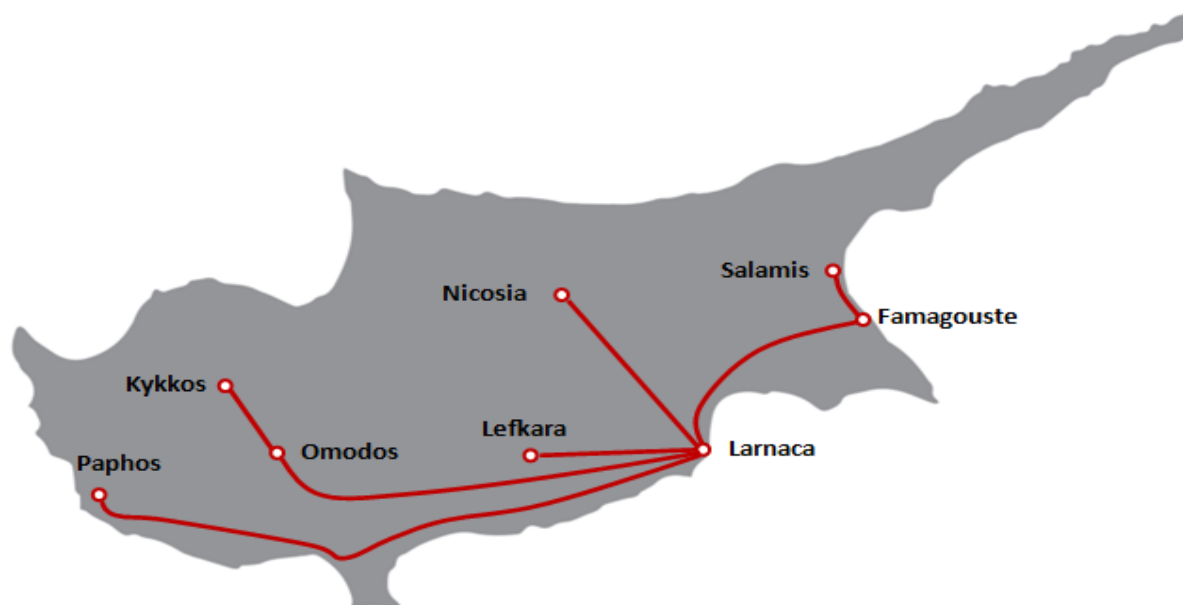 Salamis
Nicosia
Famagouste
Kykkos
Lefkara
Omodos
Larnaca
Paphos